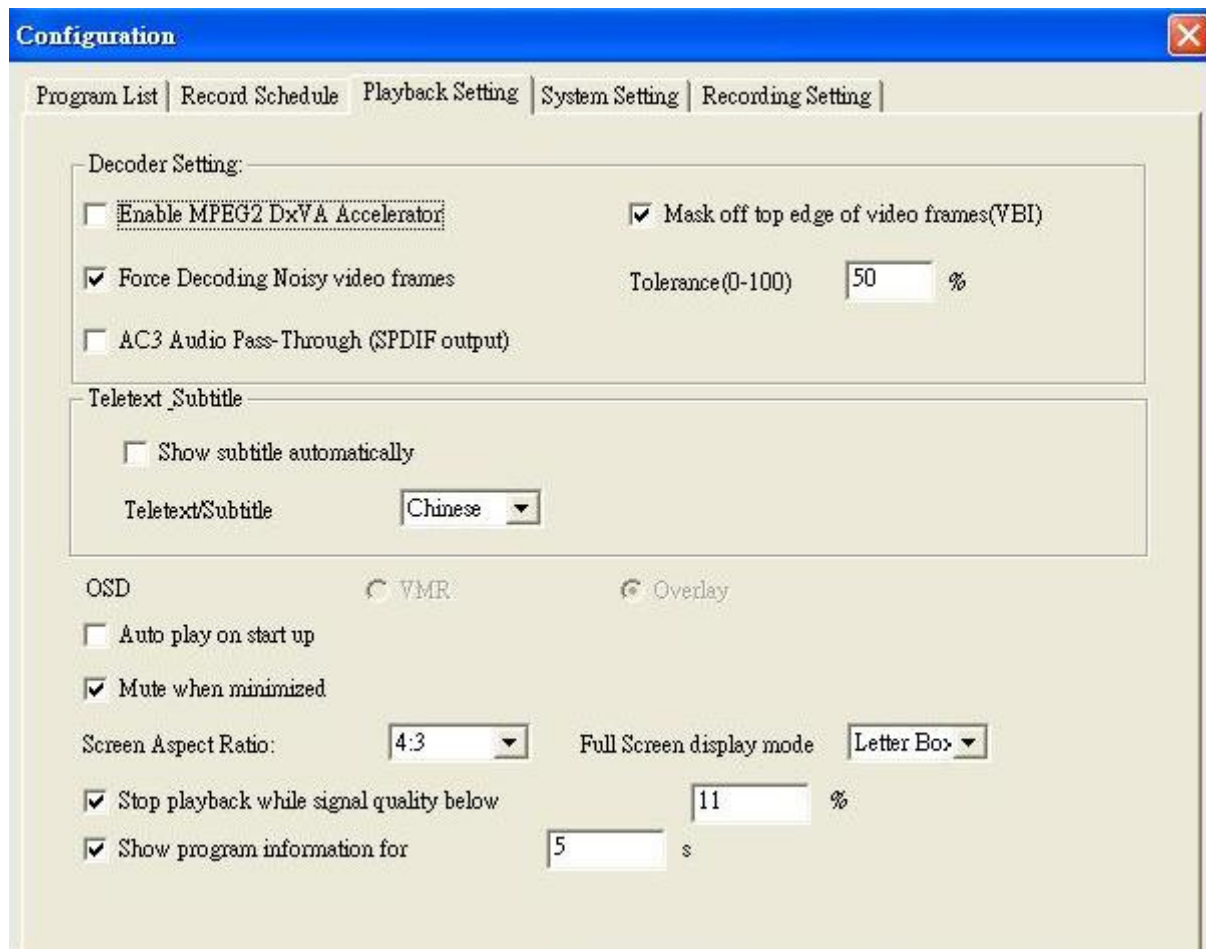 Configuration
Program List Record Schedule Playback Setting System Setting Recording Setting
Decoder Setting:
Enable MPEG2 DxVA Accelerator Mask off top edge of video frames(VBI)
Force Decoding Noisy video frames Tolerance(0-100) 50 %
AC3 Audio Pass-Through (SPDIF output)
Teletext_Subtitle
Show subtitle automatically
Teletext/Subtitle Chinese
OSD VMR Overlay
Auto play on start up
Mute when minimized
Screen Aspect Ratio: 4:3 Full Screen display mode Letter Box
Stop playback while signal quality below 11 %
Show program information for 5 s